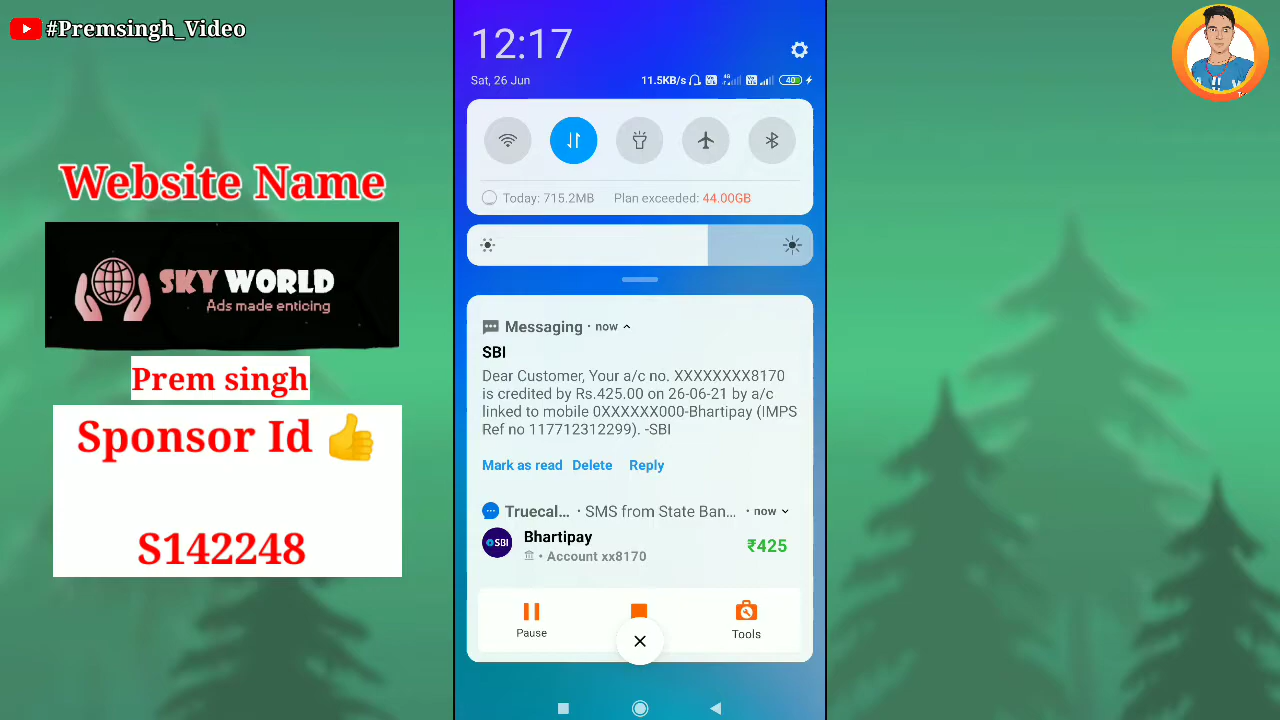 #Premsingh_Video
Website Name
SKY WORLD
Ads made enticing
Prem singh
Sponsor Id 👍
S142248
12:17
Sat, 26 Jun
11.5KB/s
40
Today: 715.2MB Plan exceeded: 44.00GB
Messaging · now
SBI
Dear Customer, Your a/c no. XXXXXXXX8170
is credited by Rs.425.00 on 26-06-21 by a/c
linked to mobile 0XXXXXX000-Bhartipay (IMPS
Ref no 117712312299). -SBI
Mark as read Delete Reply
Truecal... · SMS from State Ban... · now
SBI
Bhartipay
₹425
• Account xx8170
Pause
Tools